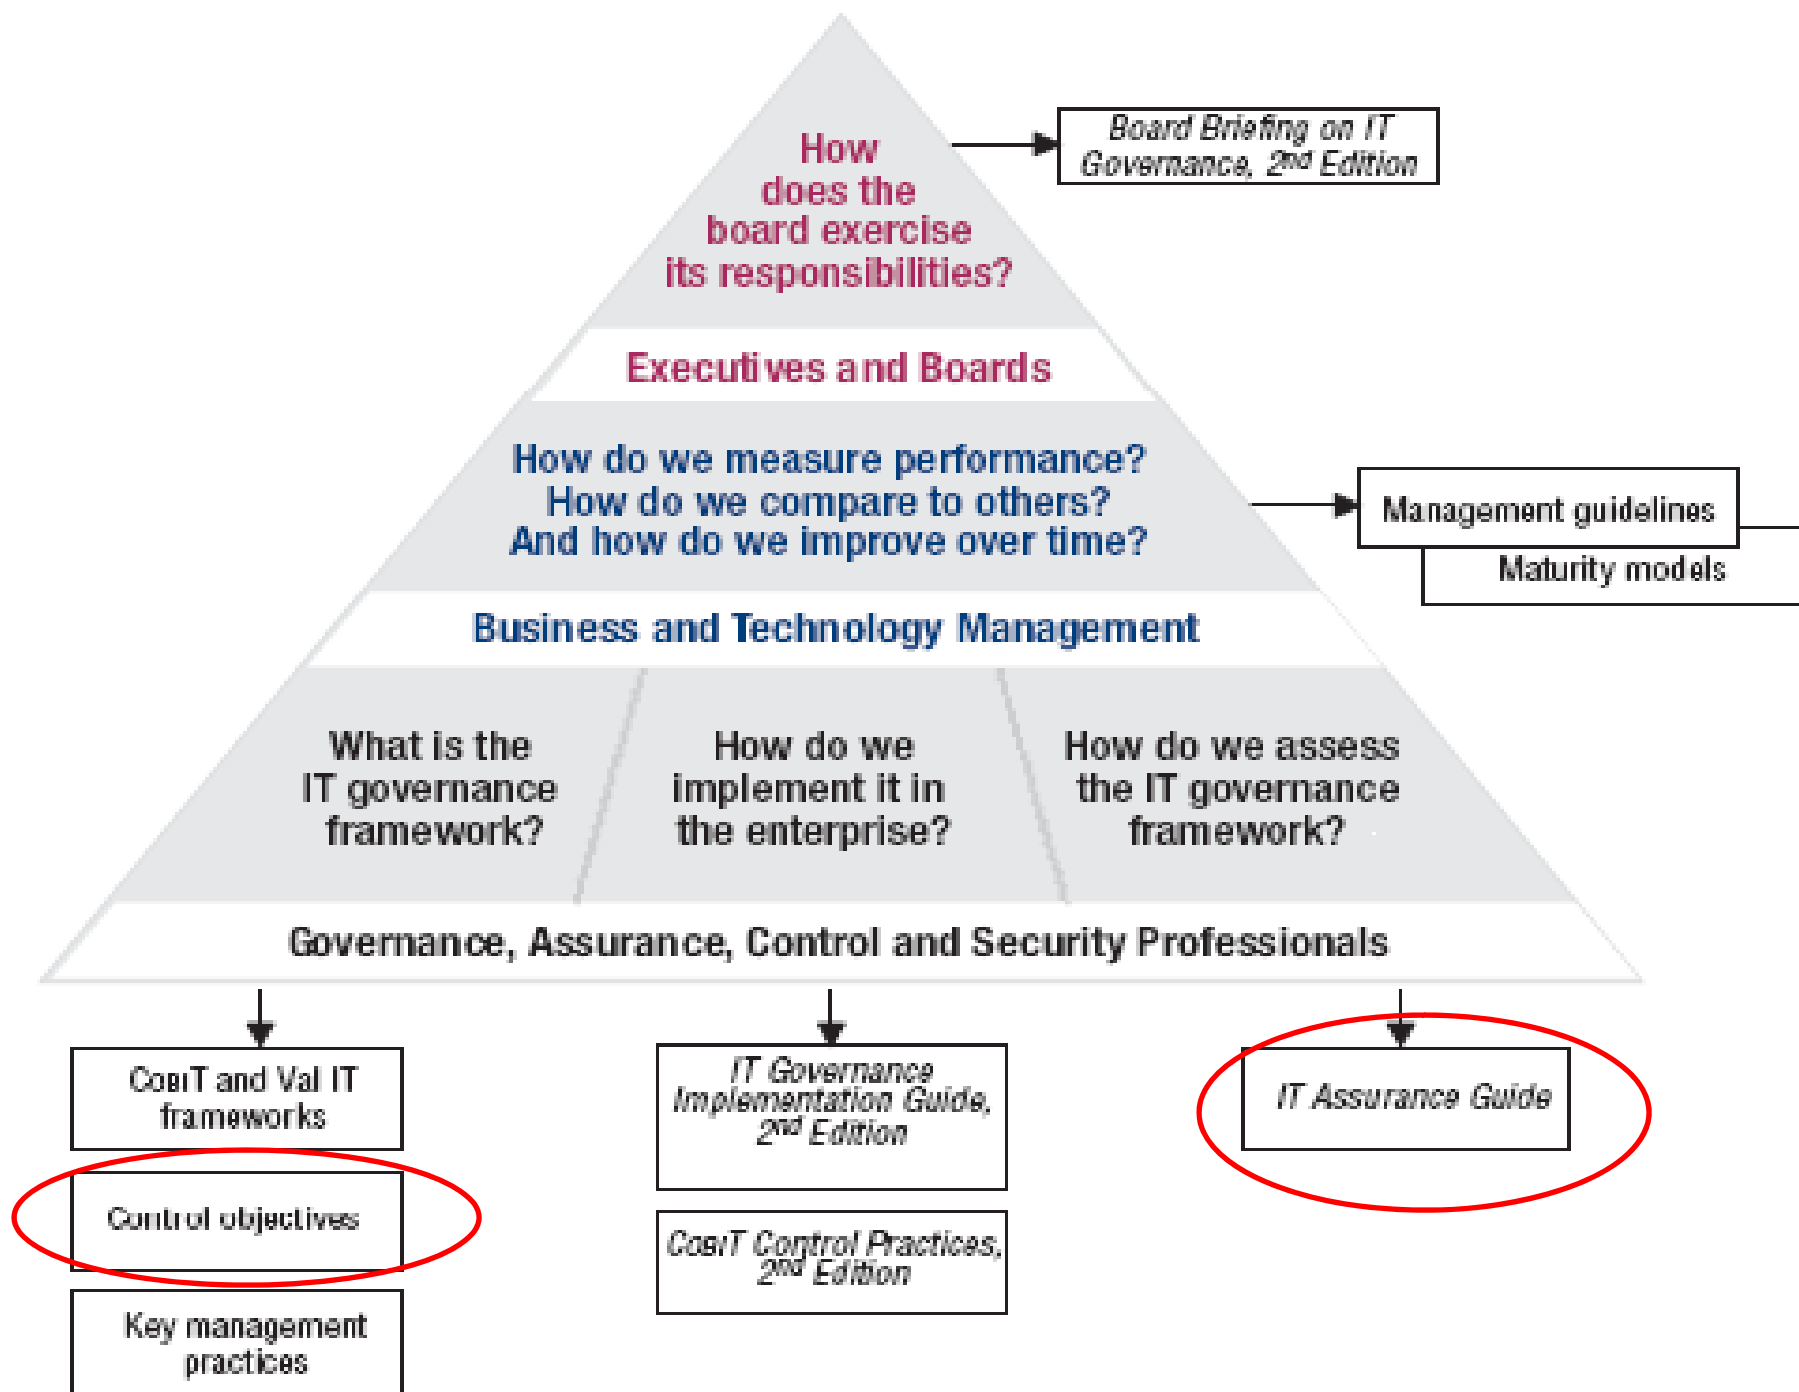 How
does the
board exercise
its responsibilities?
Board Briefing on IT
Governance, 2nd Edition
Executives and Boards
How do we measure performance?
How do we compare to others?
And how do we improve over time?
Management guidelines
Maturity models
Business and Technology Management
What is the
IT governance
framework?
How do we
implement it in
the enterprise?
How do we assess
the IT governance
framework?
Governance, Assurance, Control and Security Professionals
COBIT and Val IT
frameworks
Control objectives
Key management
practices
IT Governance
Implementation Guide,
2nd Edition
COBIT Control Practices,
2nd Edition
IT Assurance Guide